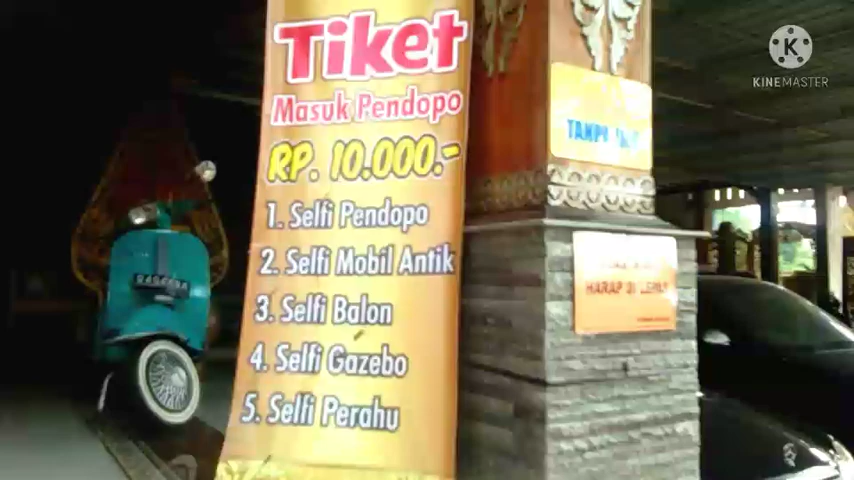 Tiket
Masuk Pendopo
RP. 10.000.-
1. Selfi Pendopo
2. Selfi Mobil Antik
3. Selfi Balon
4. Selfi Gazebo
5. Selfi Perahu
HARAP DI
K
KINEMASTER